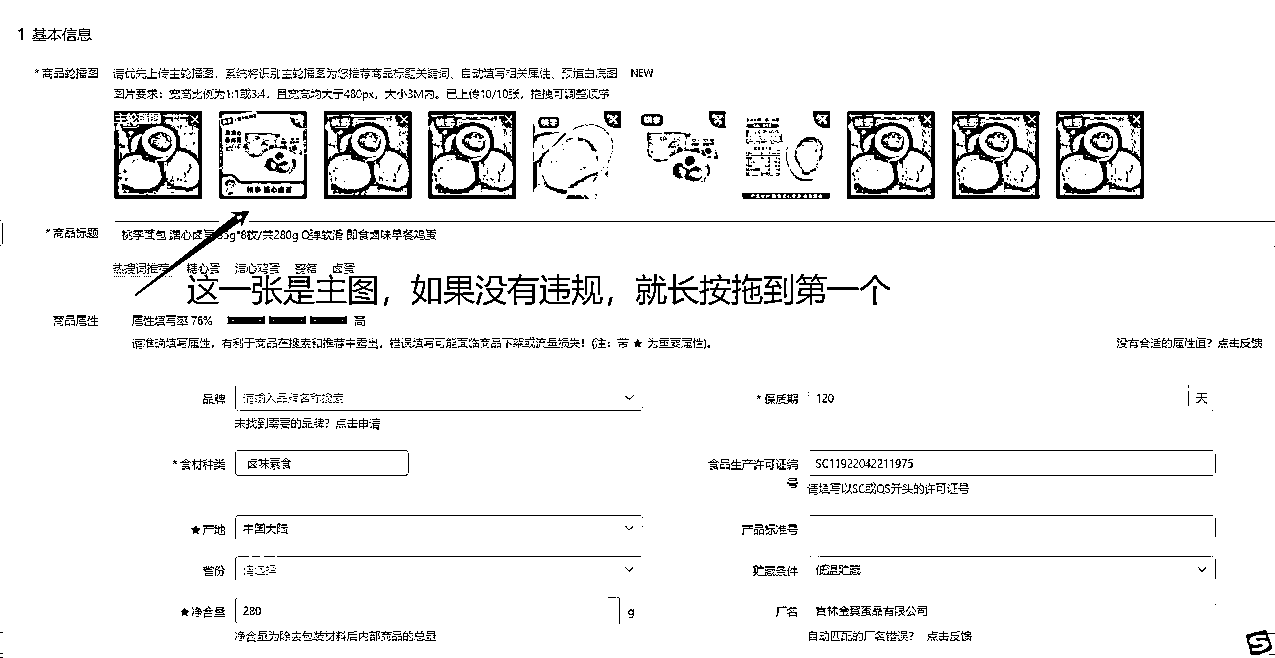 1 基本信息
* 商品轮播图 请优先上传主轮播图，系统将识别主轮播图为您推荐商品标题关键词、自动填写相关属性、预填白底图 NEW
图片要求：宽高比例为1:1或3:4，且宽高均大于480px，大小3M内。已上传10/10张，拖拽可调整顺序
主轮播图
* 商品标题 桃李蛋包 溏心卤蛋35g*8枚/共280g Q弹软滑 即食卤味早餐鸡蛋
热搜词推荐 糖心蛋 溏心鸡蛋 卤蛋
这一张是主图，如果没有违规，就长按拖到第一个
商品属性 属性填写率 76% 高
请准确填写属性，有利于商品在搜索和推荐中露出，错误填写可能面临商品下架或流量损失！(注：带 ★ 为重要属性)。 没有合适的属性值？点击反馈
品牌 请输入品牌名称搜索 * 保质期 120 天
未找到需要的品牌？点击申请
* 食材种类 卤味素食 食品生产许可证编号 SC11922042211975
请填写以SC或QS开头的许可证号
★ 产地 中国大陆 产品标准号
省份 请选择 贮藏条件 低温贮藏
★ 净含量 280 g 厂名 吉林金翼蛋品有限公司
净含量为除去包装材料后内部商品的总量 自动匹配的厂名错误？ 点击反馈